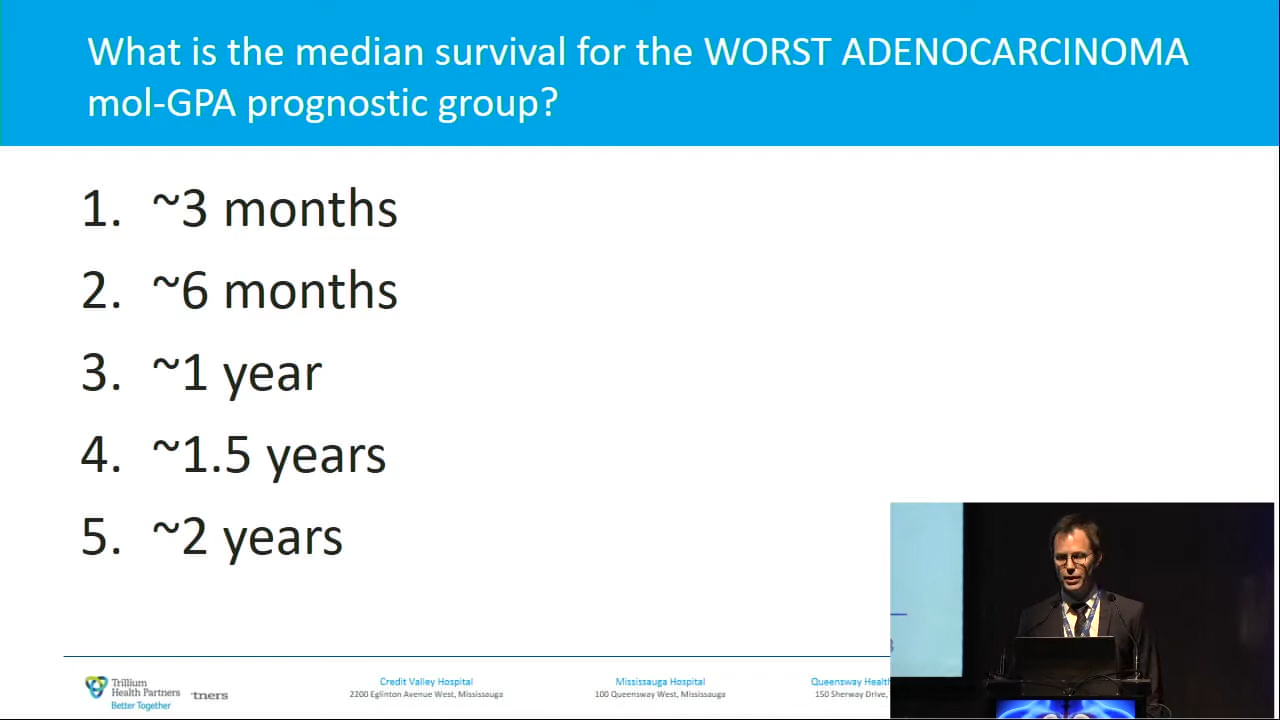 What is the median survival for the WORST ADENOCARCINOMA
mol-GPA prognostic group?
1. ~3 months
2. ~6 months
3. ~1 year
4. ~1.5 years
5. ~2 years
Trillium
Health Partners
Better Together
tners
Credit Valley Hospital
2200 Eglinton Avenue West, Mississauga
Mississauga Hospital
100 Queensway West, Mississauga
Queensway Health
150 Sherway Drive,